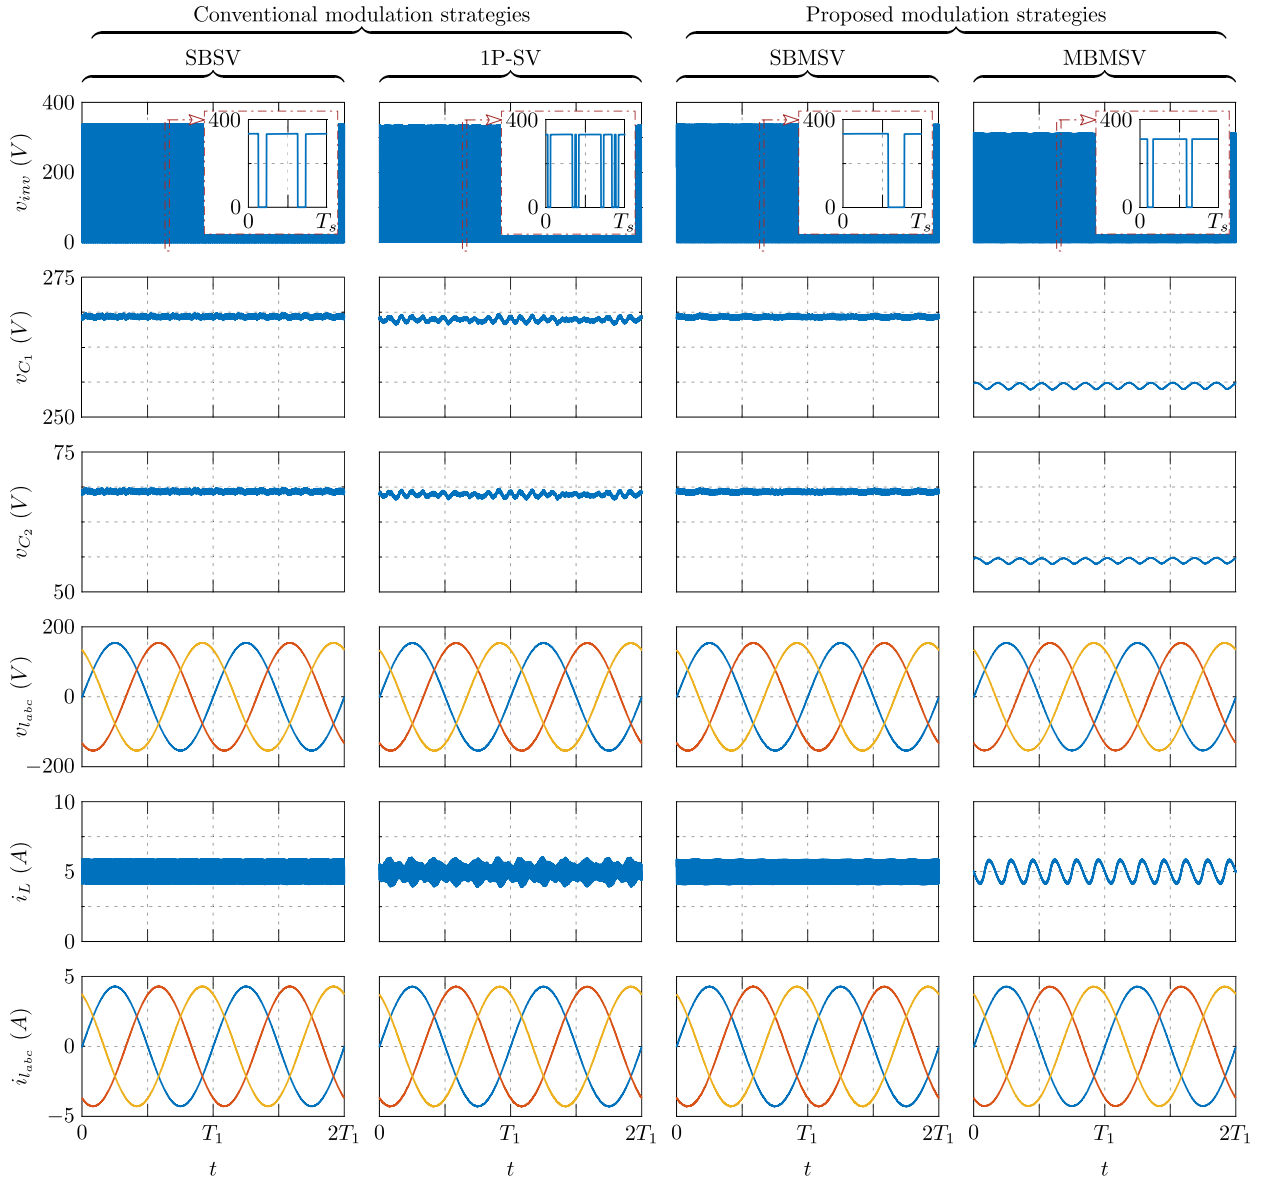 Conventional modulation strategies Proposed modulation strategies
SBSV 1P-SV SBMSV MBMSV
400 400 400 400 400
v_inv (V) 200
0 0 0 0
0 T_s 0 T_s 0 T_s 0 T_s
0
275
v_C_1 (V)
250
75
v_C_2 (V)
50
200
v_l_abc (V) 0
−200
10
i_L (A) 5
0
5
i_l_abc (A) 0
−5
0 T_1 2T_1 T_1 2T_1 0 T_1 2T_1 0 T_1 2T_1
t t t t